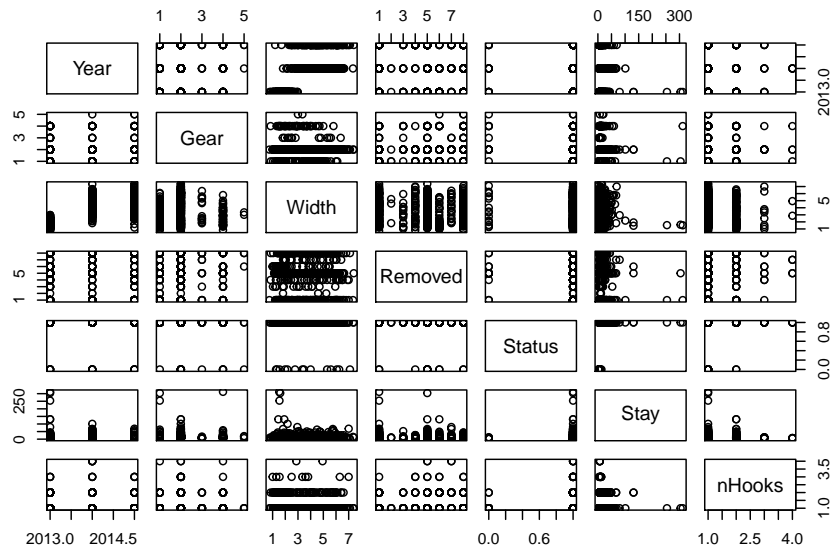 1 3 5
1 3 5 7
0 150 300
Year
2013.0
1 3 5
Gear
Width
1 5
1 5
Removed
Status
0.0 0.8
0 250
Stay
nHooks
1.0 3.5
2013.0 2014.5
1 3 5 7
0.0 0.6
1.0 2.5 4.0